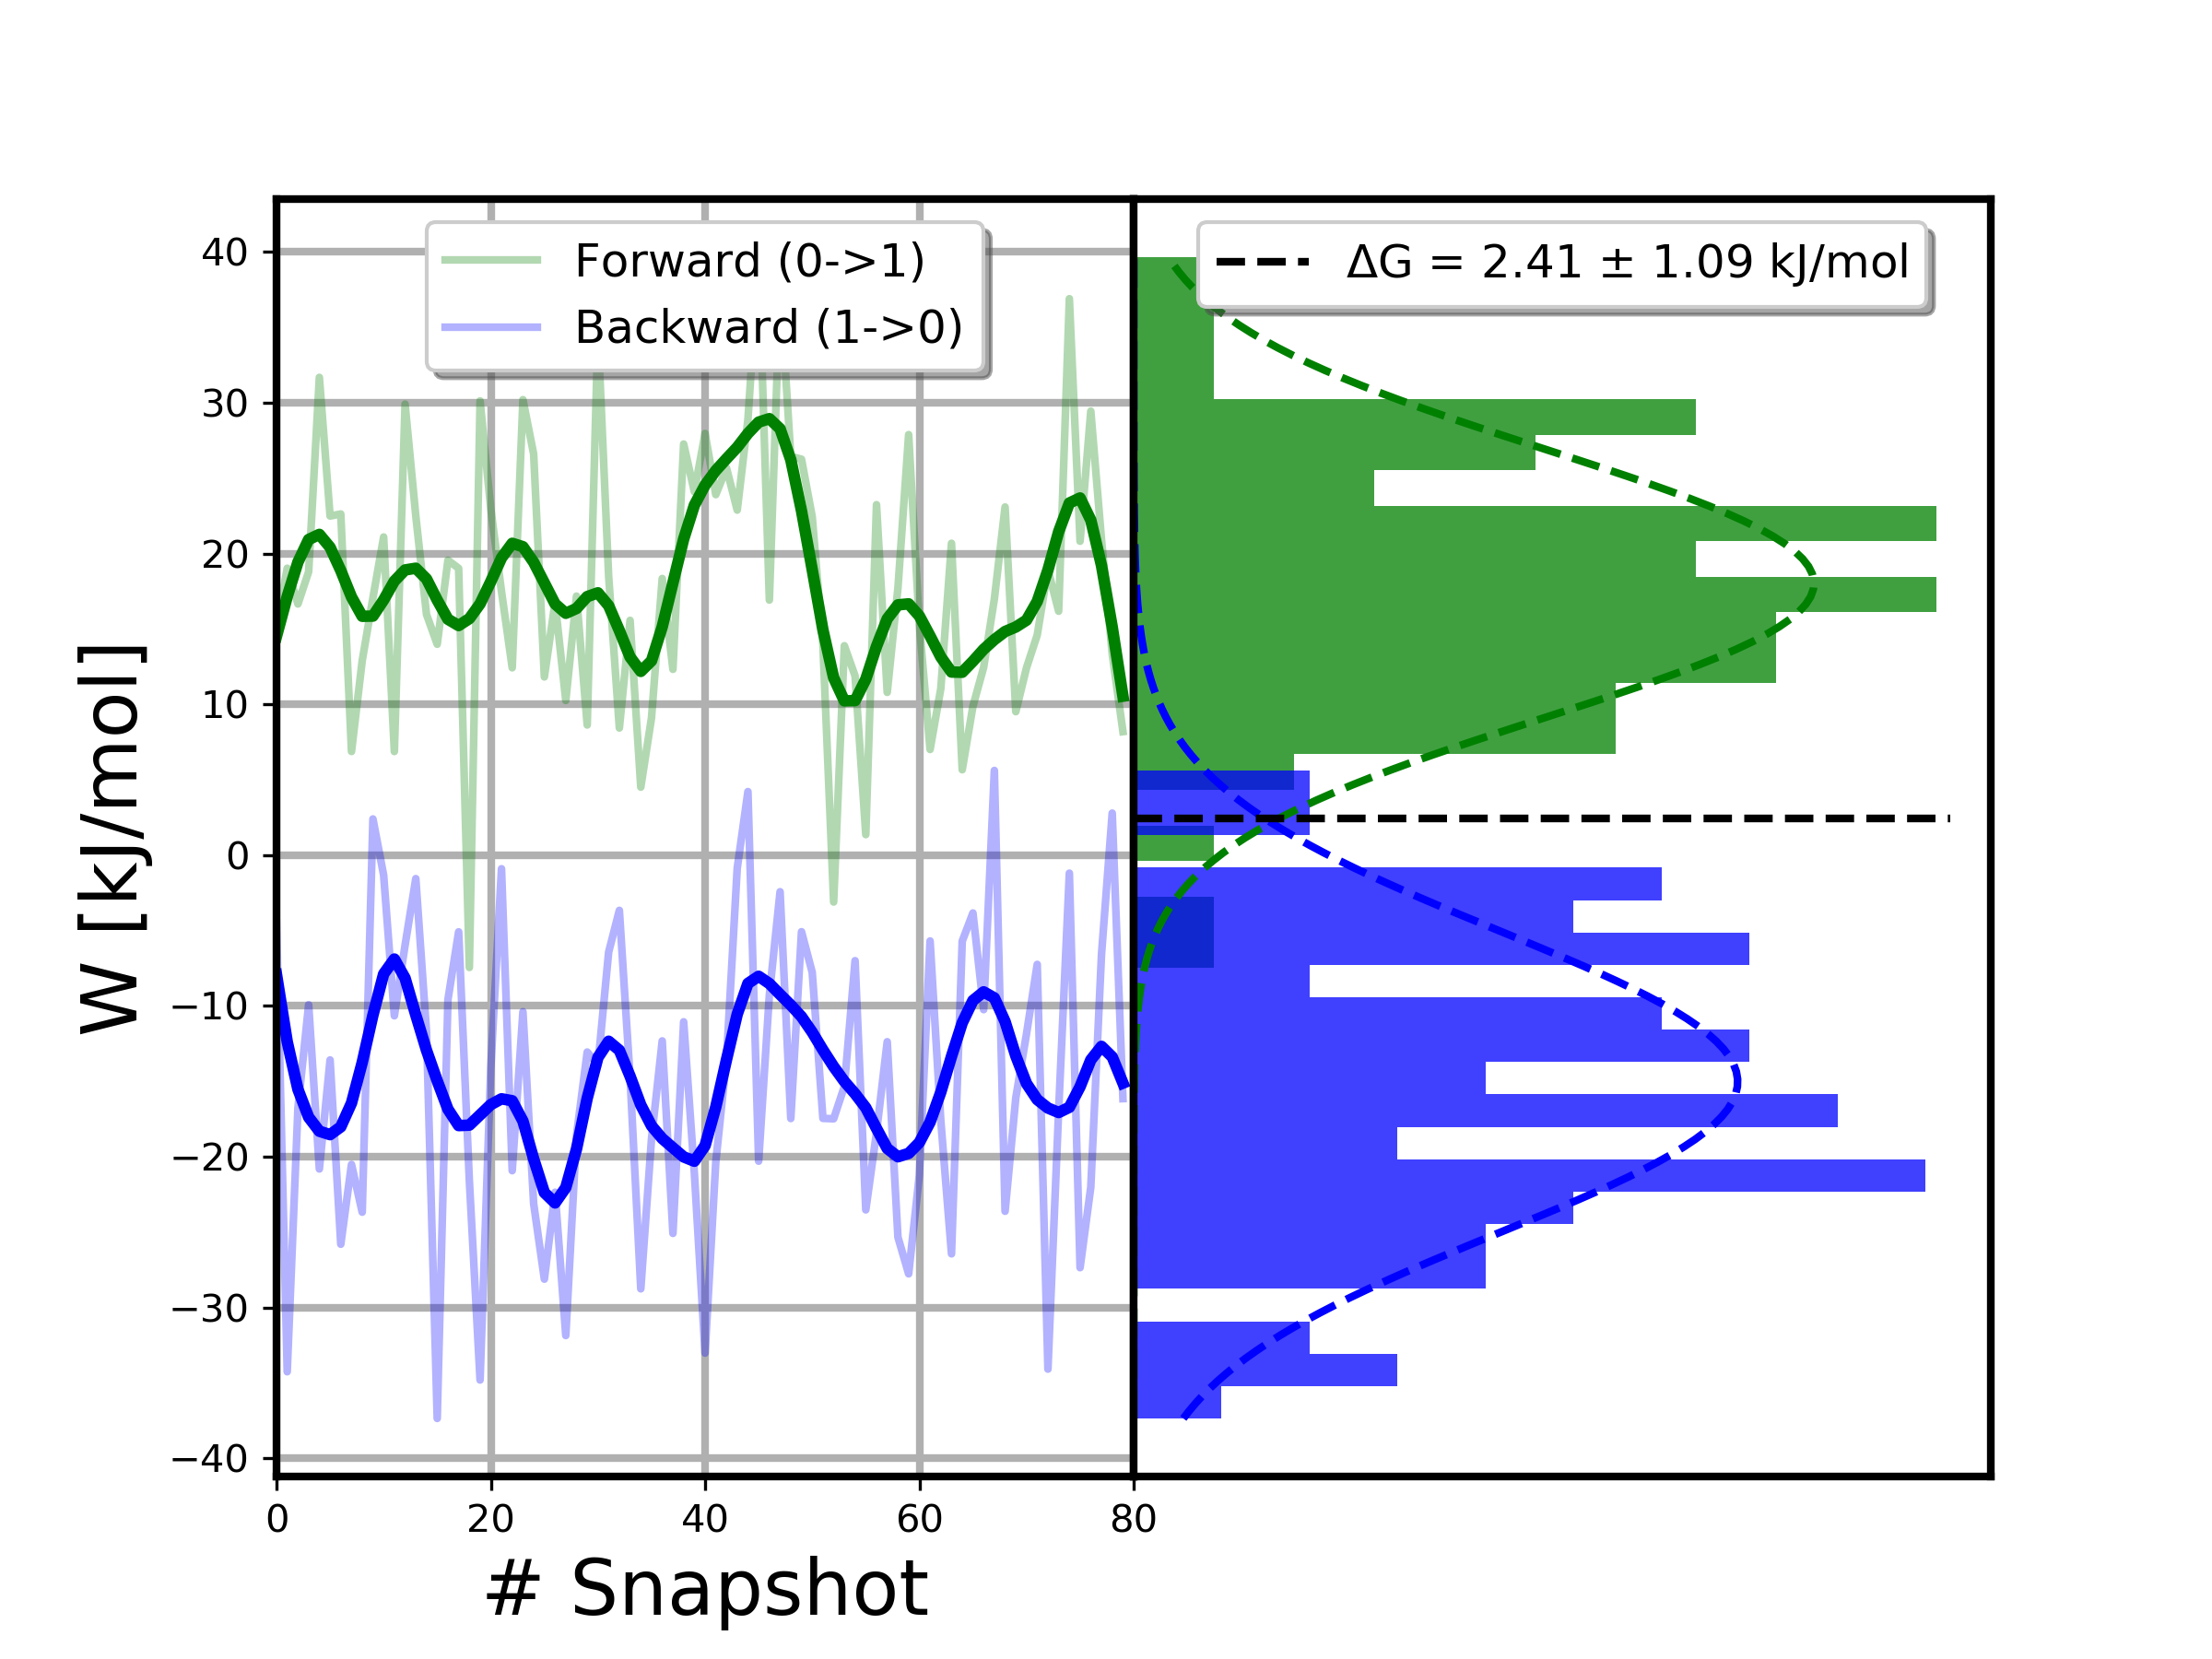 Forward (0->1)
Backward (1->0)
ΔG = 2.41 ± 1.09 kJ/mol
W [kJ/mol]
40
30
20
10
0
−10
−20
−30
−40
0 20 40 60 80
# Snapshot